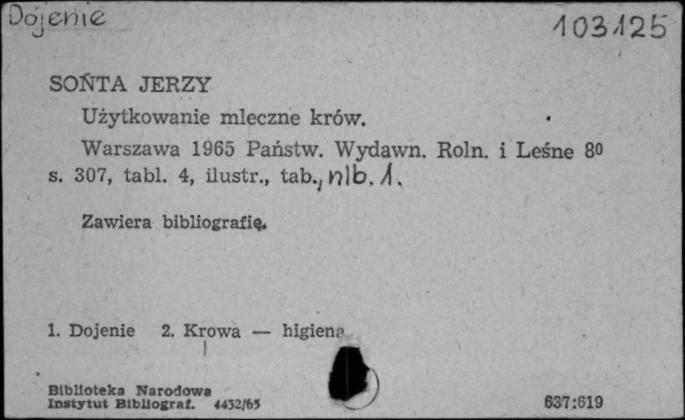 Dojenie
103125
SOŃTA JERZY
Użytkowanie mleczne krów.
Warszawa 1965 Państw. Wydawn. Roln. i Leśne 8⁰
s. 307, tabl. 4, ilustr., tab., nlb. 1.
Zawiera bibliografię.
1. Dojenie 2. Krowa — higiena
Biblioteka Narodowa
Instytut Bibliograf. 4452/65
637:619